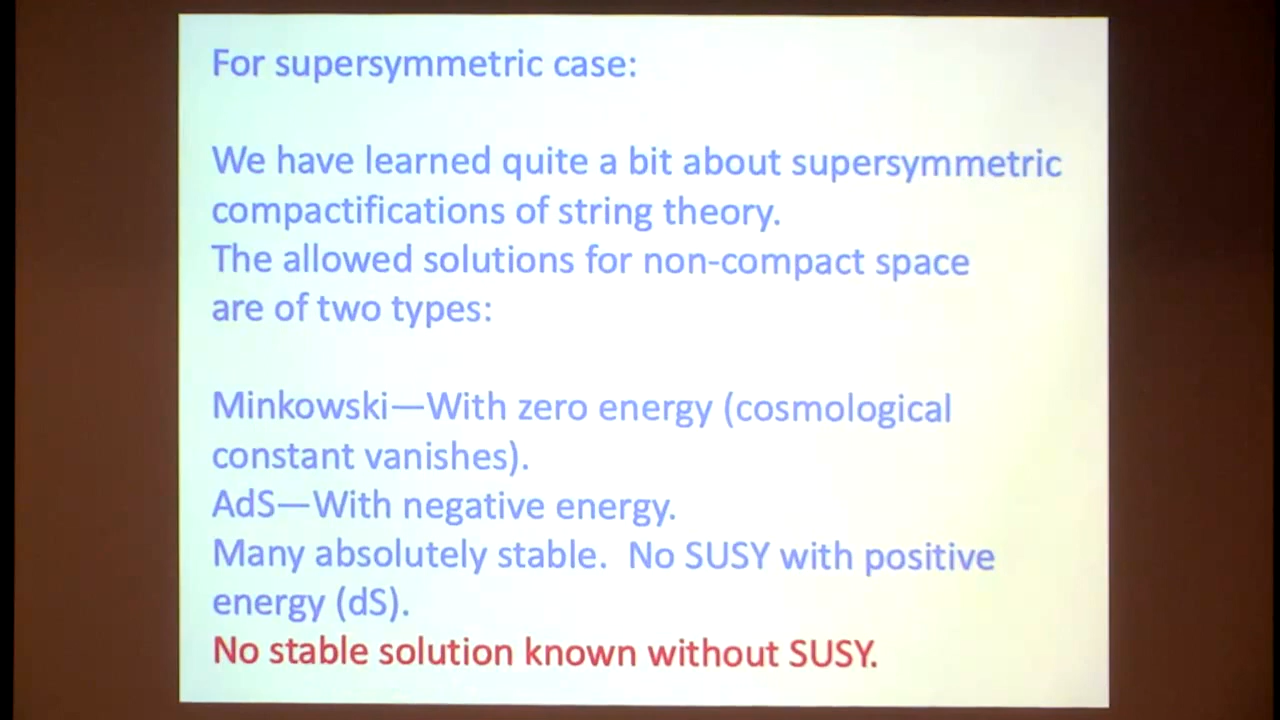 For supersymmetric case:
We have learned quite a bit about supersymmetric
compactifications of string theory.
The allowed solutions for non-compact space
are of two types:
Minkowski—With zero energy (cosmological
constant vanishes).
AdS—With negative energy.
Many absolutely stable.  No SUSY with positive
energy (dS).
No stable solution known without SUSY.